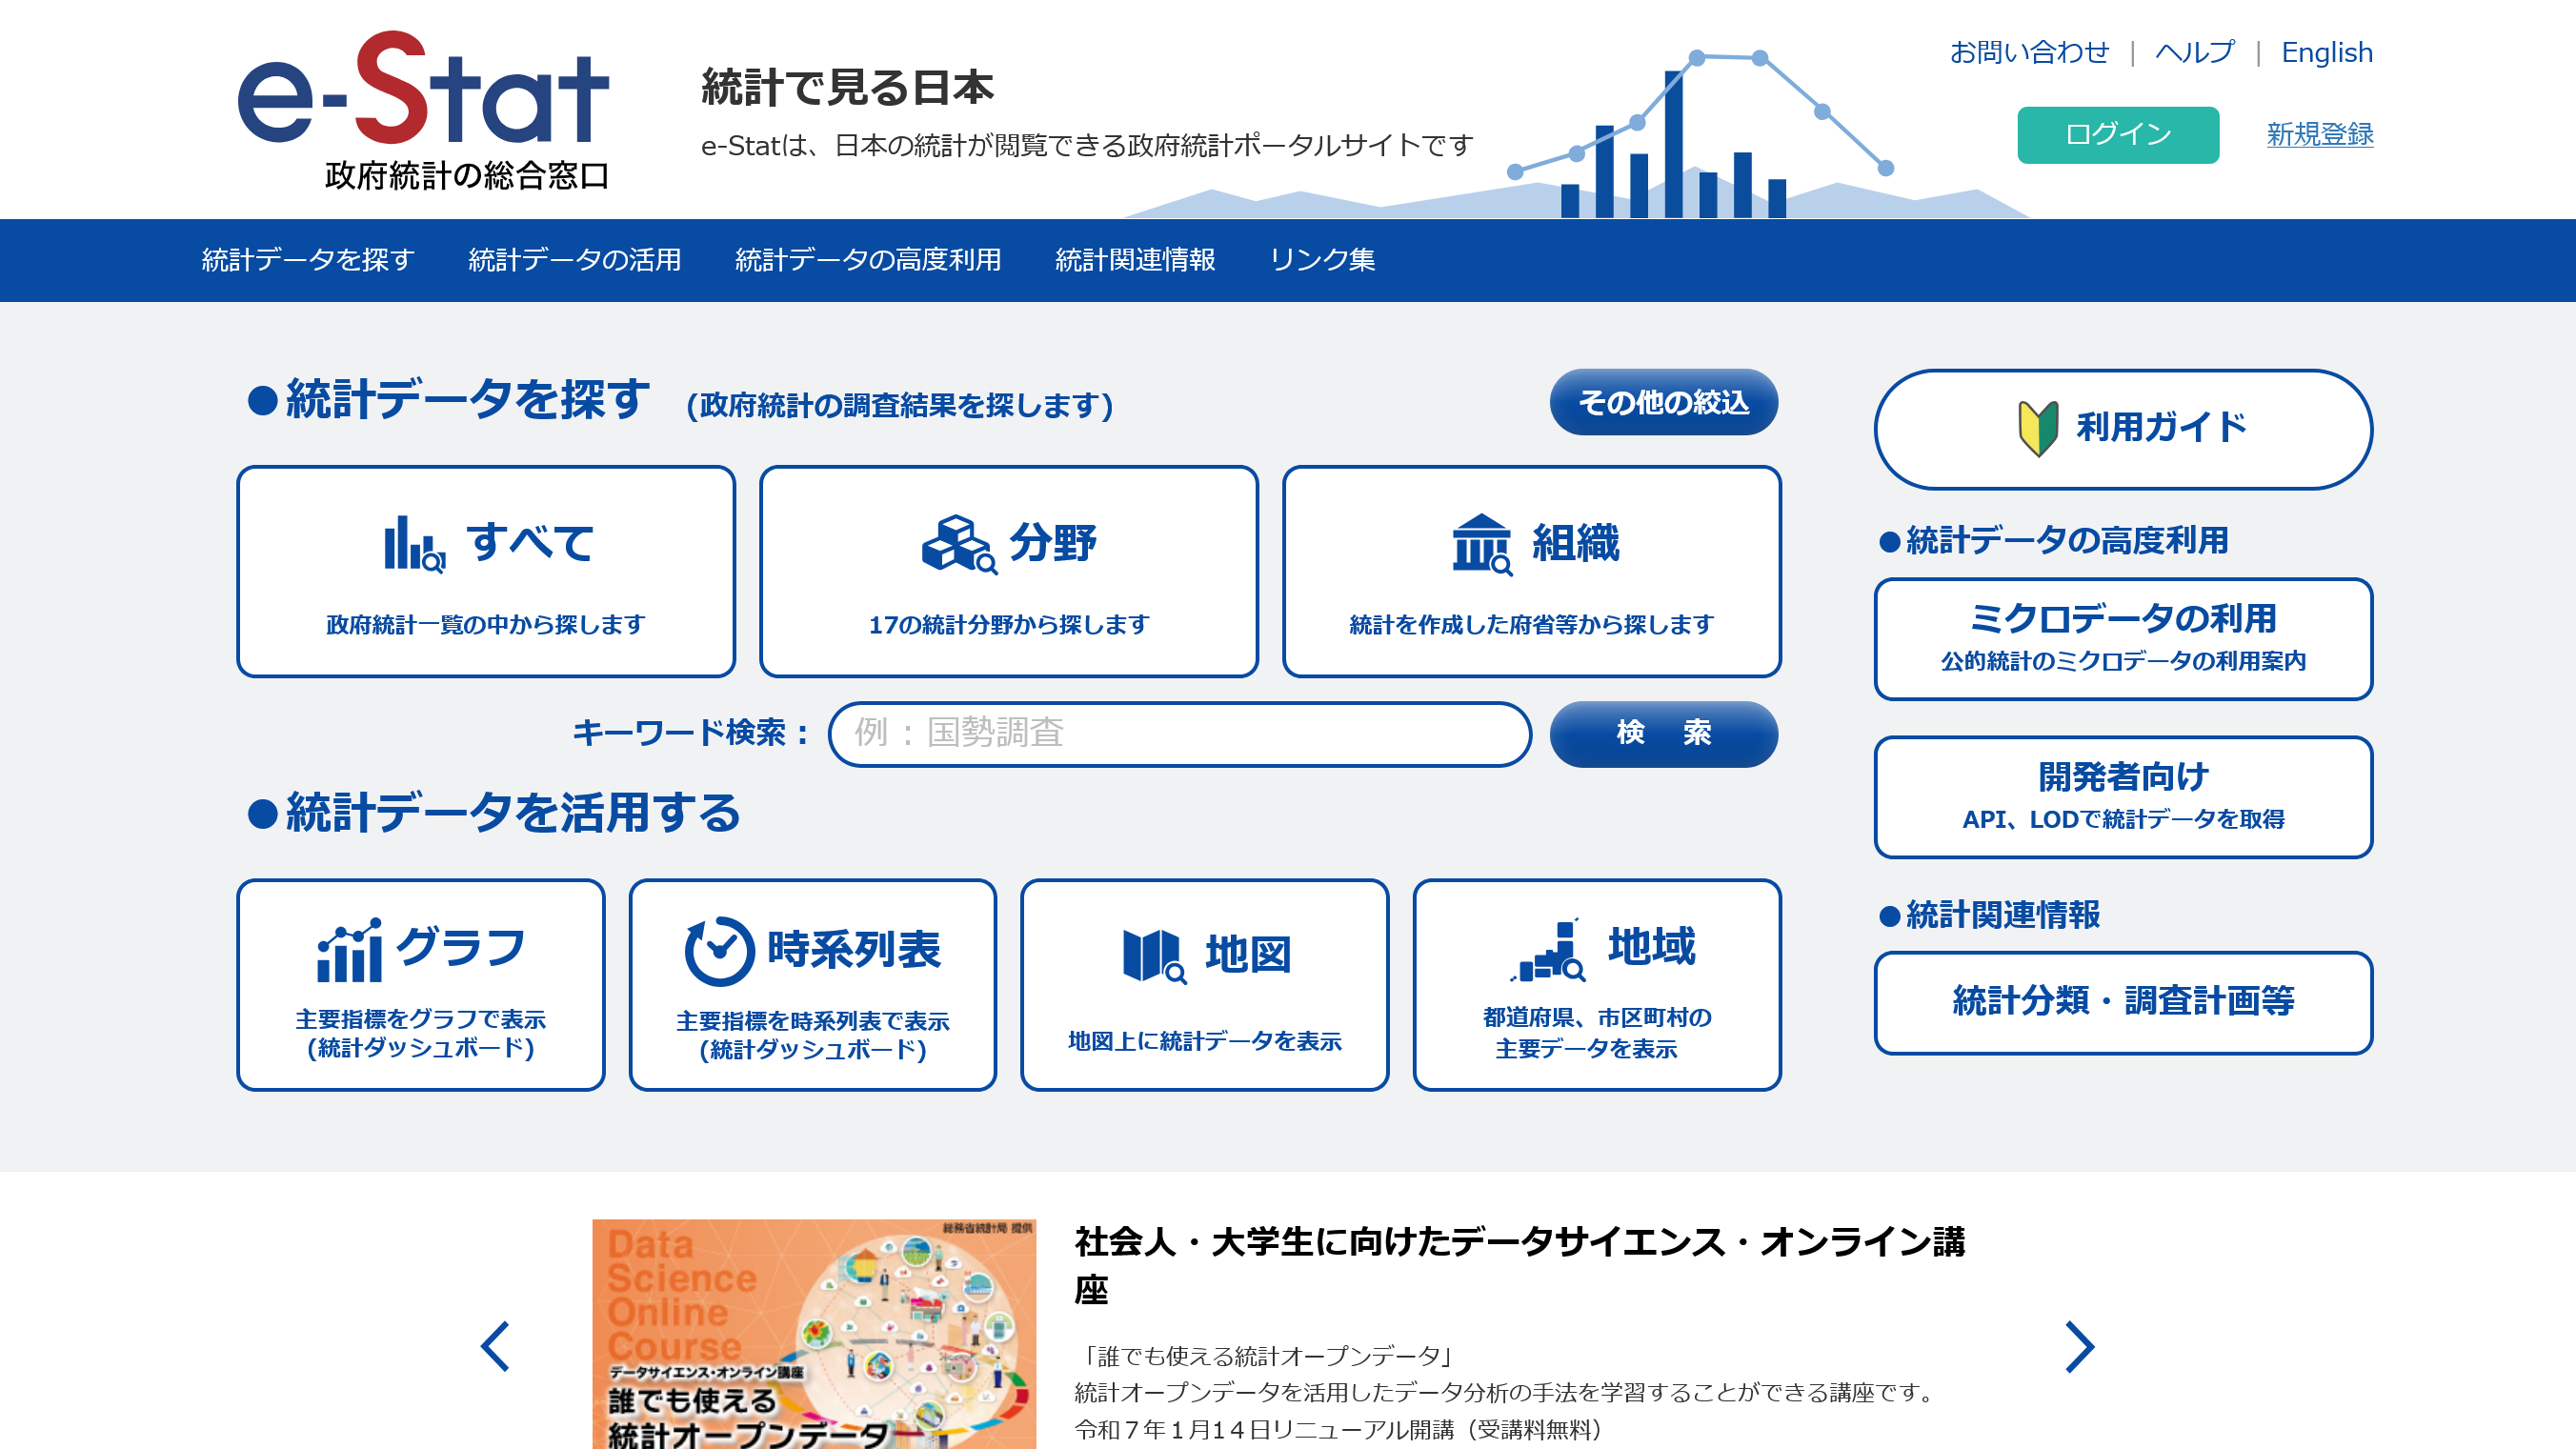 e-Stat
政府統計の総合窓口
統計で見る日本
e-Statは、日本の統計が閲覧できる政府統計ポータルサイトです
お問い合わせ | ヘルプ | English
ログイン 新規登録
統計データを探す 統計データの活用 統計データの高度利用 統計関連情報 リンク集
●統計データを探す (政府統計の調査結果を探します)
その他の絞込
すべて
政府統計一覧の中から探します
分野
17の統計分野から探します
組織
統計を作成した府省等から探します
キーワード検索：
例：国勢調査
検 索
●統計データを活用する
グラフ
主要指標をグラフで表示
(統計ダッシュボード)
時系列表
主要指標を時系列表で表示
(統計ダッシュボード)
地図
地図上に統計データを表示
地域
都道府県、市区町村の
主要データを表示
利用ガイド
●統計データの高度利用
ミクロデータの利用
公的統計のミクロデータの利用案内
開発者向け
API、LODで統計データを取得
●統計関連情報
統計分類・調査計画等
総務省統計局 提供
Data
Science
Online
Course
データサイエンス・オンライン講座
誰でも使える
統計オープンデータ
社会人・大学生に向けたデータサイエンス・オンライン講
座
「誰でも使える統計オープンデータ」
統計オープンデータを活用したデータ分析の手法を学習することができる講座です。
令和７年１月1４日リニューアル開講（受講料無料）